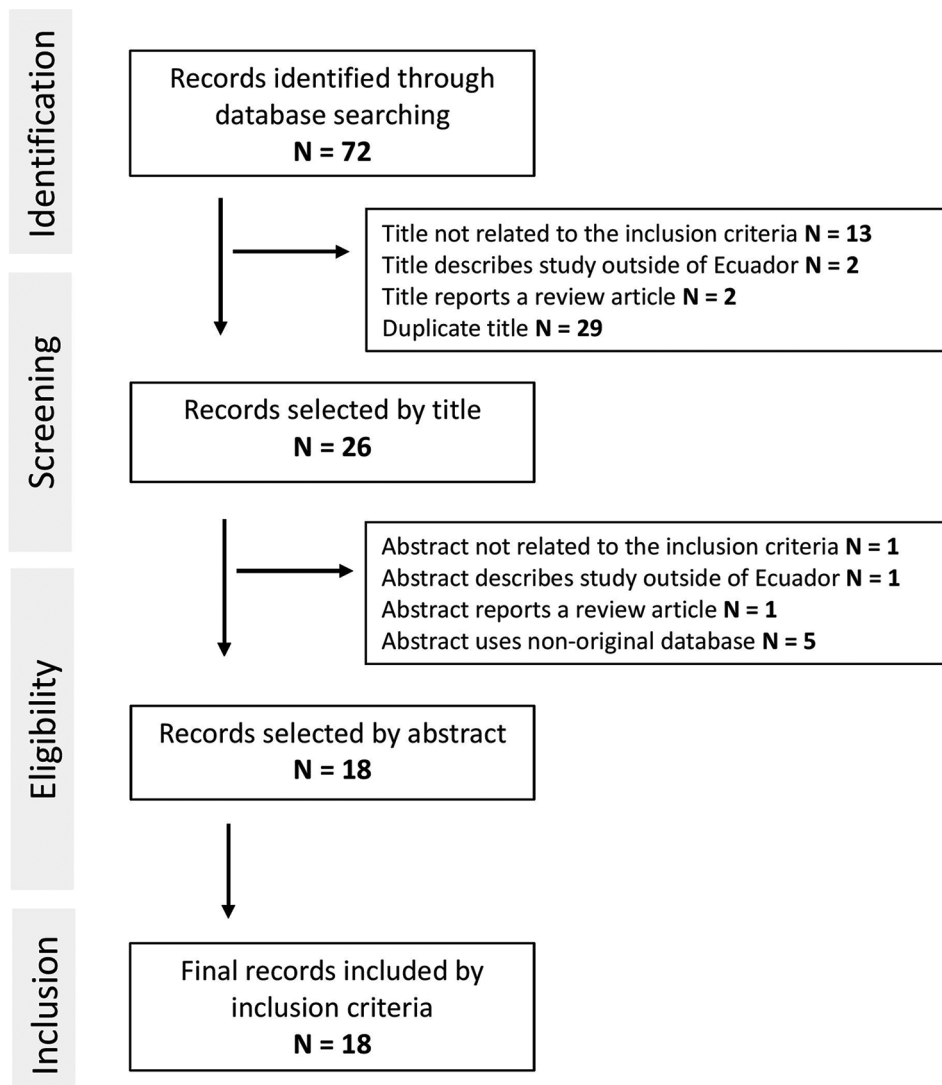 Identification
Records identified through
database searching
N = 72
Title not related to the inclusion criteria N = 13
Title describes study outside of Ecuador N = 2
Title reports a review article N = 2
Duplicate title N = 29
Screening
Records selected by title
N = 26
Abstract not related to the inclusion criteria N = 1
Abstract describes study outside of Ecuador N = 1
Abstract reports a review article N = 1
Abstract uses non-original database N = 5
Eligibility
Records selected by abstract
N = 18
Inclusion
Final records included by
inclusion criteria
N = 18